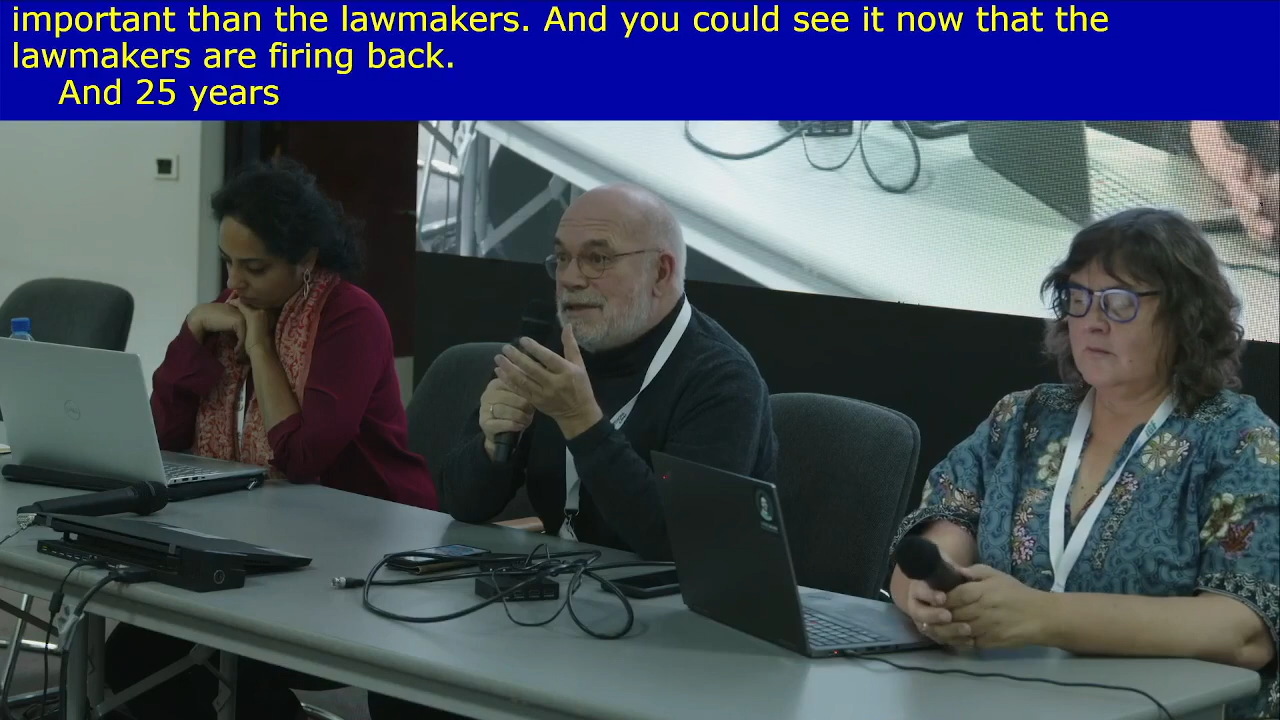 important than the lawmakers. And you could see it now that the
lawmakers are firing back.
And 25 years